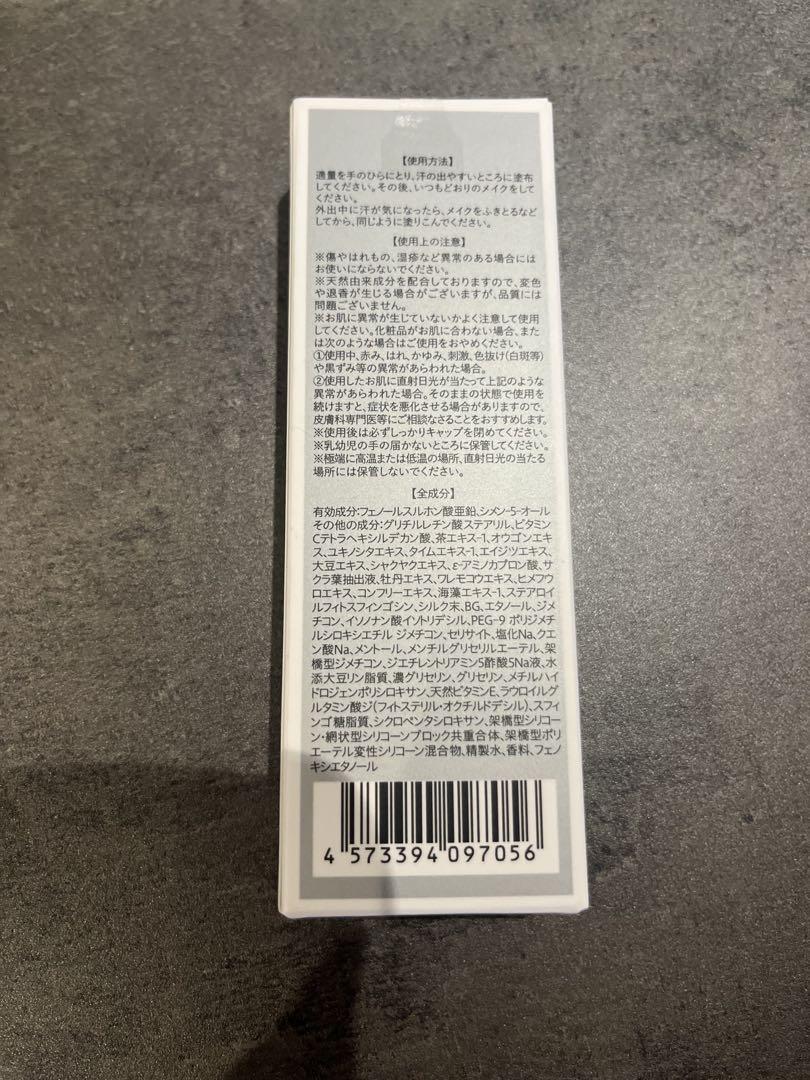 【使用方法】
適量を手のひらにとり、汗の出やすいところに塗布
してください。その後、いつもどおりのメイクをして
ください。
外出中に汗が気になったら、メイクをふきとるなど
してから、同じように塗りこんでください。
【使用上の注意】
※傷やはれもの、湿疹など異常のある場合には
お使いにならないでください。
※天然由来成分を配合しておりますので、変色
や退香が生じる場合がございますが、品質には
問題ございません。
※お肌に異常が生じていないかよく注意して使用
してください。化粧品がお肌に合わない場合、また
は次のような場合はご使用をおやめください。
①使用中、赤み、はれ、かゆみ、刺激、色抜け(白斑等)
や黒ずみ等の異常があらわれた場合。
②使用したお肌に直射日光が当たって上記のような
異常があらわれた場合。そのままの状態で使用を
続けますと、症状を悪化させる場合がありますので、
皮膚科専門医等にご相談なさることをおすすめします。
※使用後は必ずしっかりキャップを閉めてください。
※乳幼児の手の届かないところに保管してください。
※極端に高温または低温の場所、直射日光の当たる
場所には保管しないでください。
【全成分】
有効成分:フェノールスルホン酸亜鉛、シメン-5-オール
その他の成分:グリチルレチン酸ステアリル、ビタミン
Cテトラヘキシルデカン酸、茶エキス-1、オウゴンエキ
ス、ユキノシタエキス、タイムエキス-1、エイジツエキス、
大豆エキス、シャクヤクエキス、ε-アミノカプロン酸、サ
クラ葉抽出液、牡丹エキス、ワレモコウエキス、ヒメフウ
ロエキス、コンフリーエキス、海藻エキス-1、ステアロイ
ルフィトスフィンゴシン、シルク末、BG、エタノール、ジメ
チコン、イソノナン酸イソトリデシル、PEG-9 ポリジメチ
ルシロキシエチル ジメチコン、セリサイト、塩化Na、クエ
ン酸Na、メントール、メンチルグリセリルエーテル、架
橋型ジメチコン、ジエチレントリアミン5酢酸5Na液、水
添大豆リン脂質、濃グリセリン、グリセリン、メチルハイ
ドロジェンポリシロキサン、天然ビタミンE、ラウロイルグ
ルタミン酸ジ(フィトステリル・オクチルドデシル)、スフィ
ンゴ糖脂質、シクロペンタシロキサン、架橋型シリコー
ン・網状型シリコーンブロック共重合体、架橋型ポリ
エーテル変性シリコーン混合物、精製水、香料、フェノ
キシエタノール
4 573394 097056